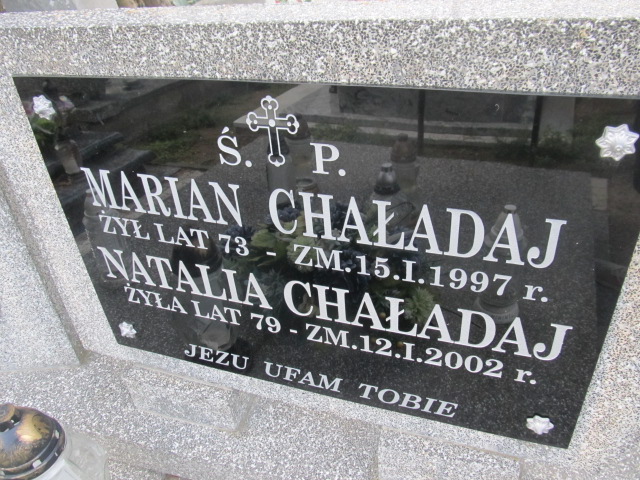 Ś. P.
MARIAN CHAŁADAJ
ŻYŁ LAT 73 - ZM.15.I.1997 r.
NATALIA CHAŁADAJ
ŻYŁA LAT 79 - ZM.12.I.2002 r.
JEZU UFAM TOBIE